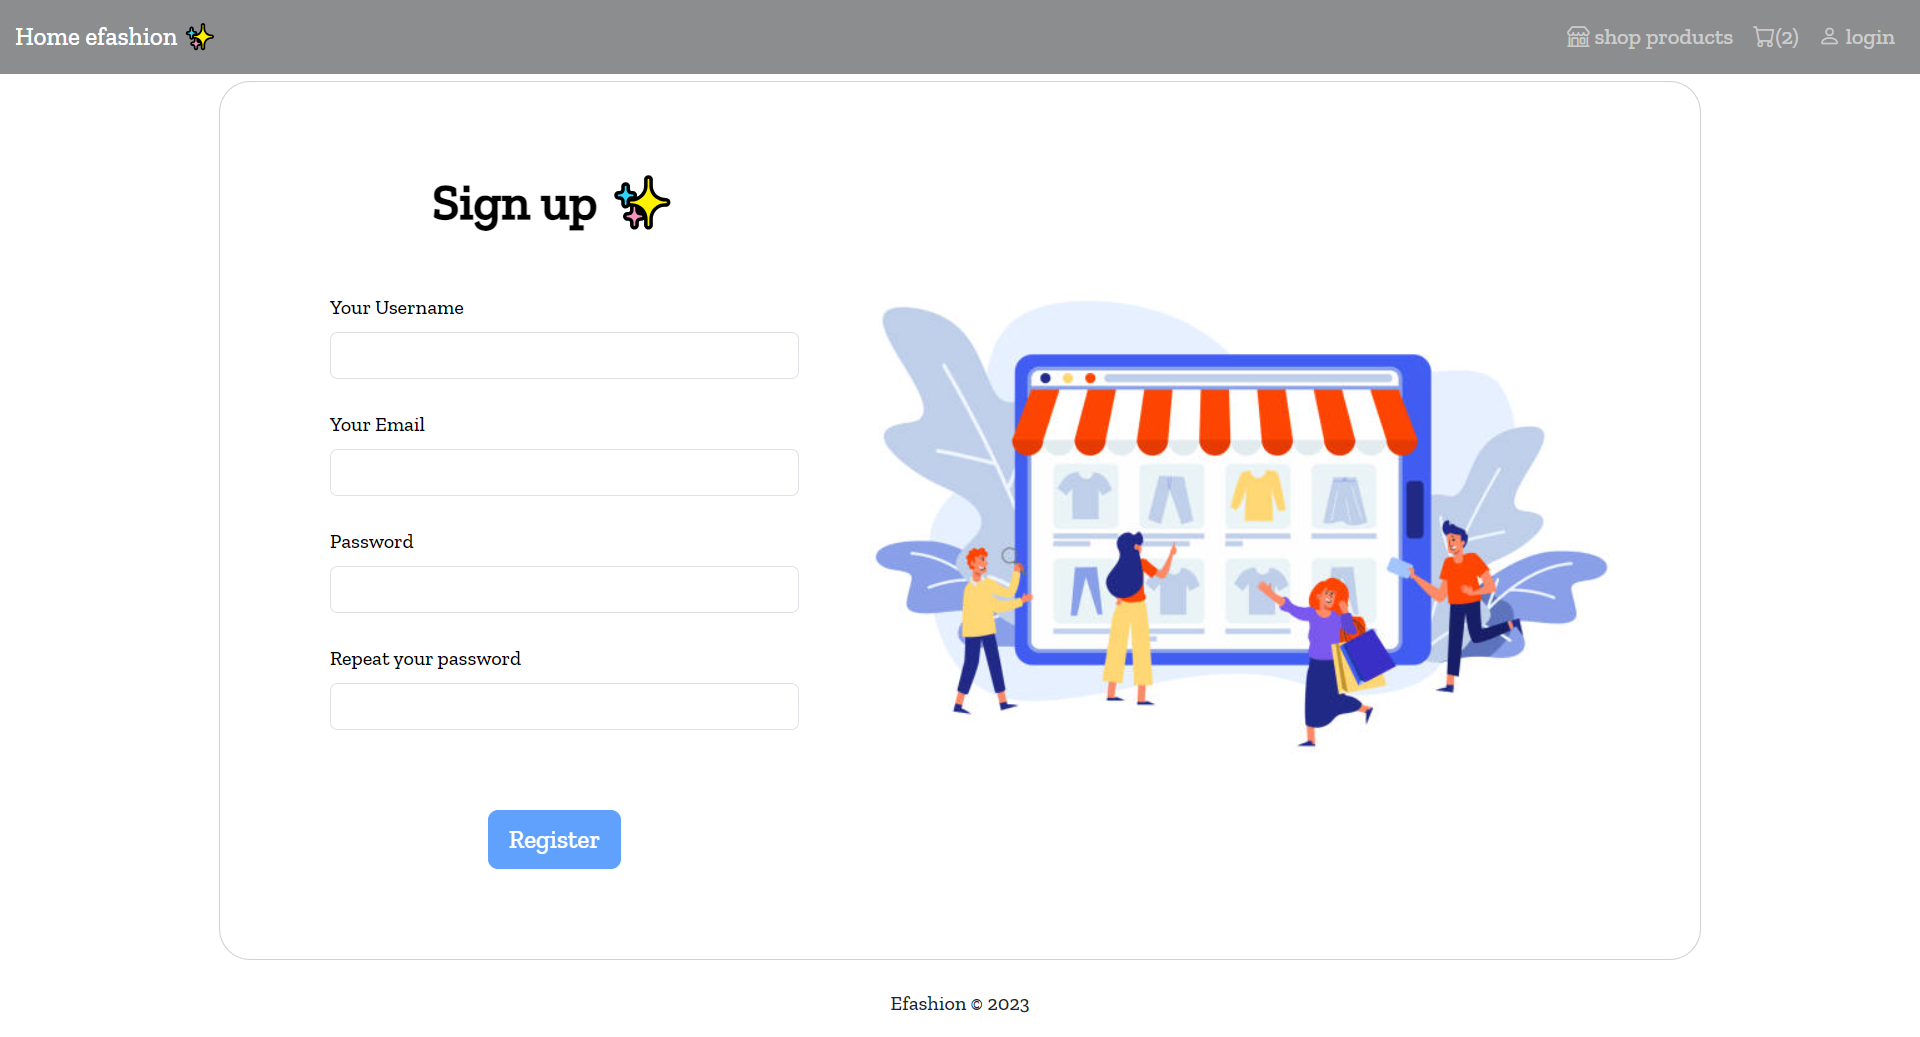 Home efashion
shop products
(2)
login
Sign up
Your Username
Your Email
Password
Repeat your password
Register
Efashion © 2023